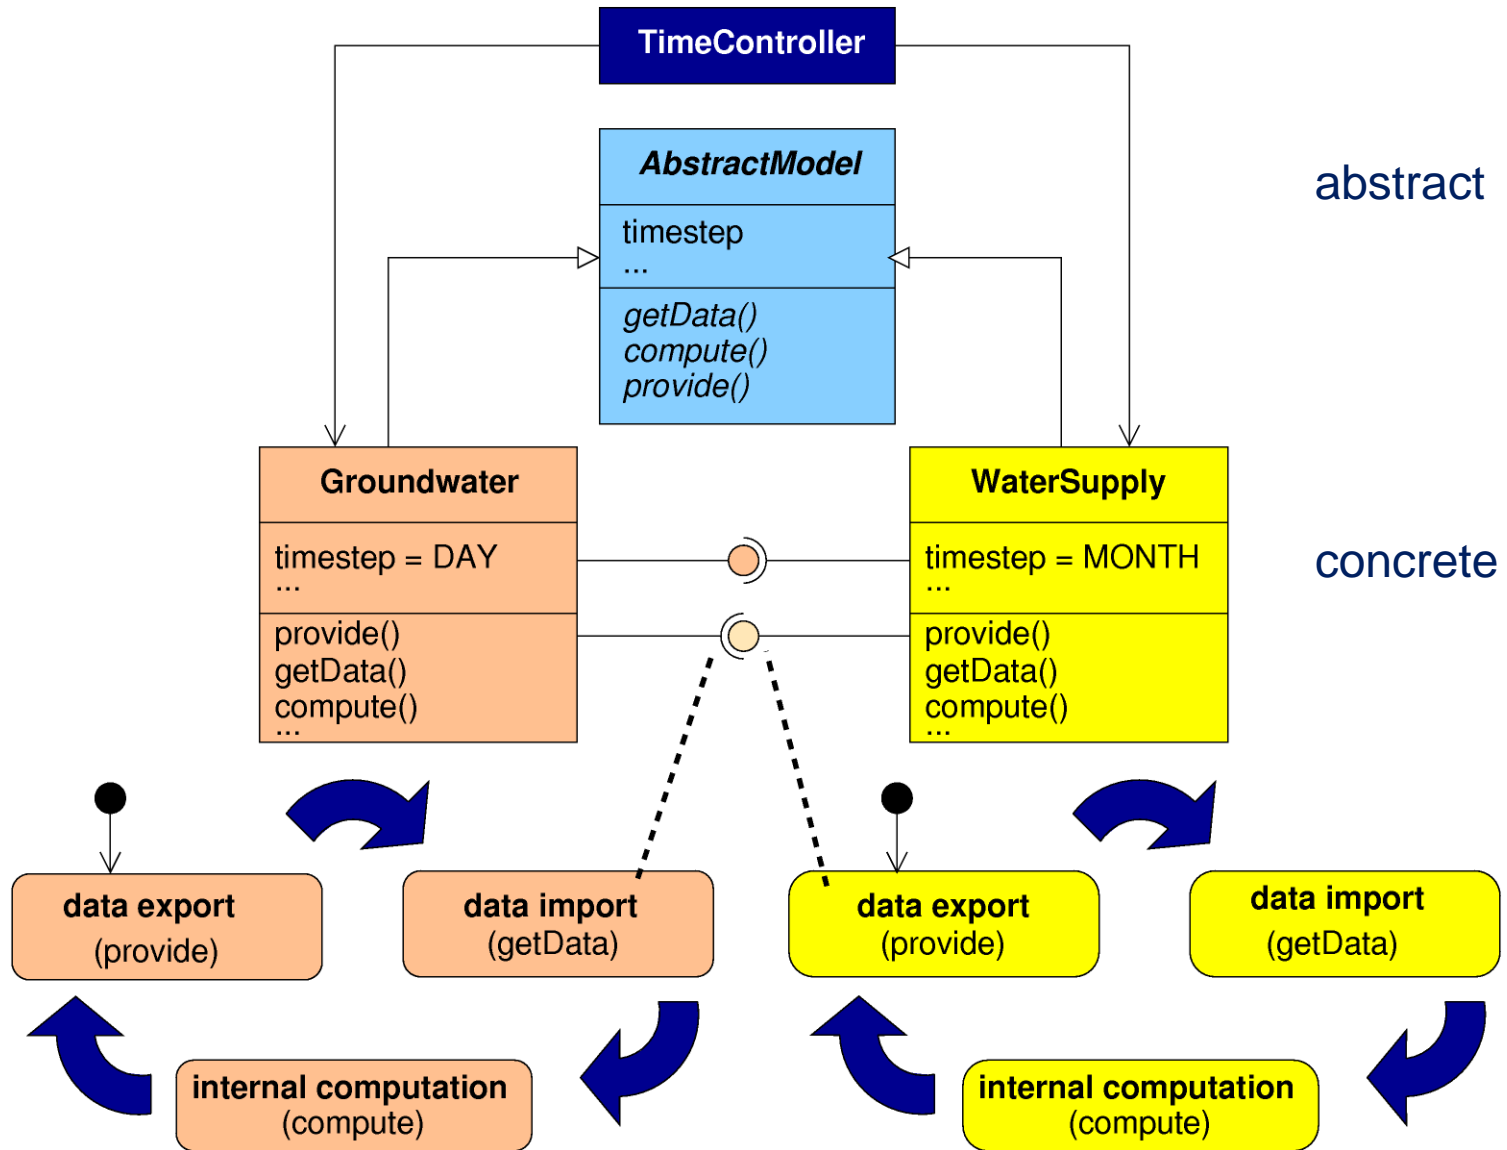 TimeController
AbstractModel
abstract
timestep
...
getData()
compute()
provide()
Groundwater
timestep = DAY
...
provide()
getData()
compute()
...
WaterSupply
timestep = MONTH
...
provide()
getData()
compute()
...
concrete
data export
(provide)
data import
(getData)
internal computation
(compute)
data export
(provide)
data import
(getData)
internal computation
(compute)